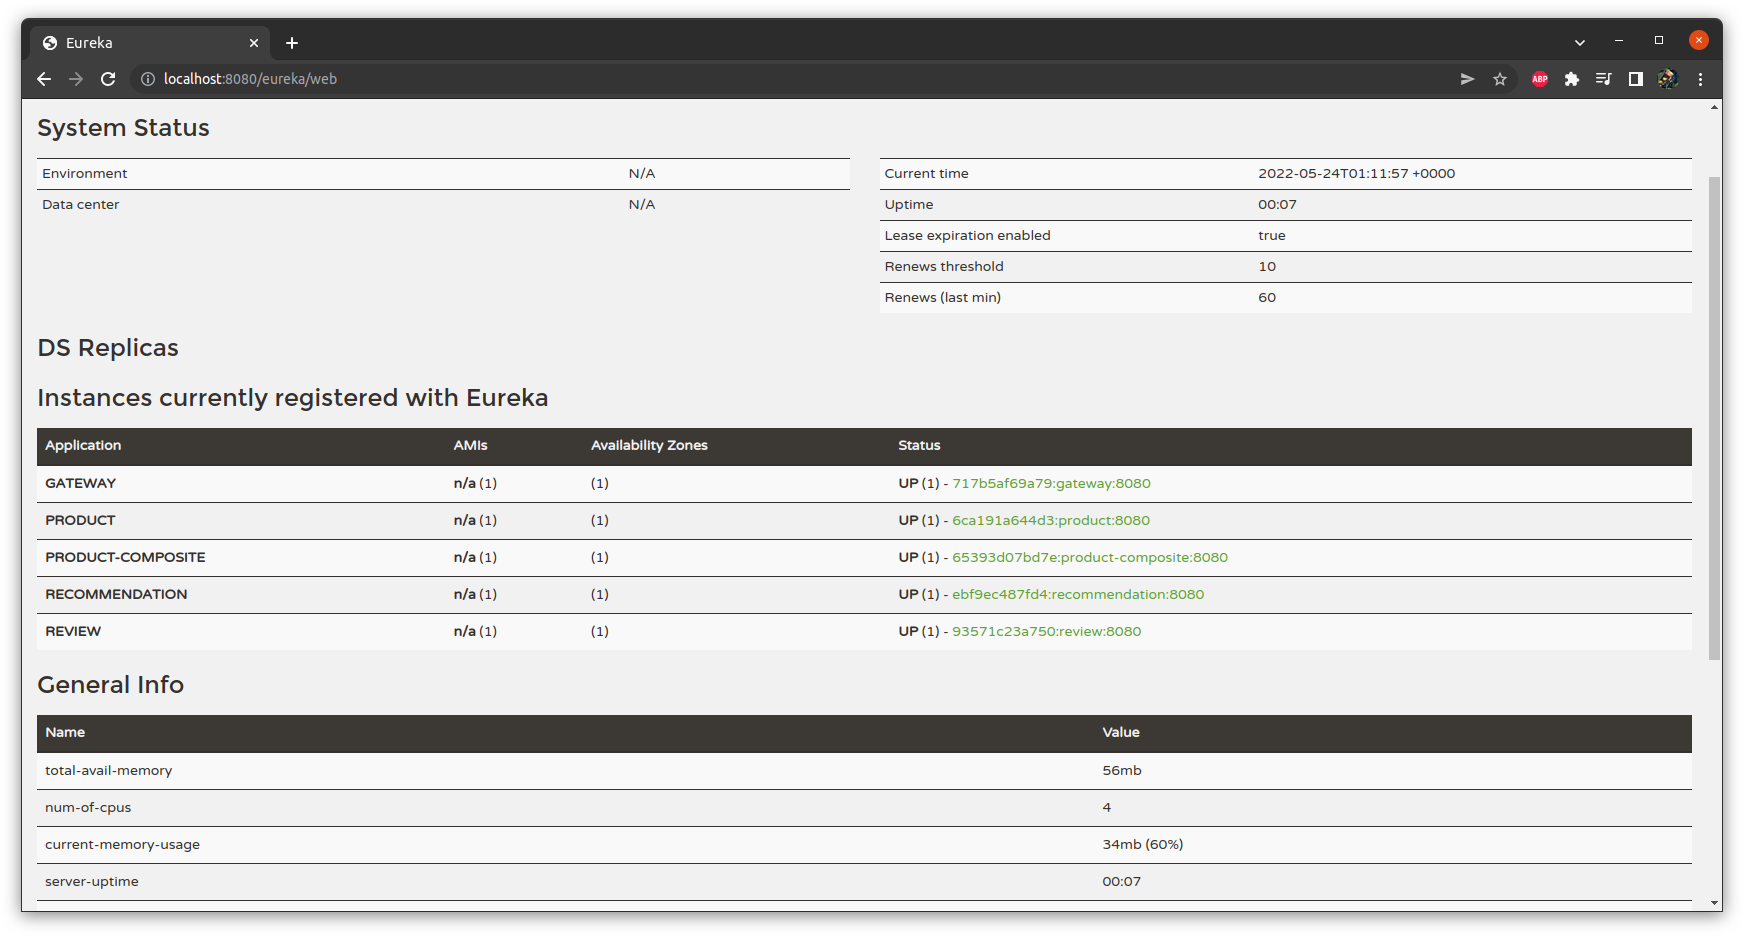 Eureka
localhost:8080/eureka/web
ABP
System Status
Environment N/A
Data center N/A
Current time 2022-05-24T01:11:57 +0000
Uptime 00:07
Lease expiration enabled true
Renews threshold 10
Renews (last min) 60
DS Replicas
Instances currently registered with Eureka
Application AMIs Availability Zones Status
GATEWAY n/a (1) (1) UP (1) - 717b5af69a79:gateway:8080
PRODUCT n/a (1) (1) UP (1) - 6ca191a644d3:product:8080
PRODUCT-COMPOSITE n/a (1) (1) UP (1) - 65393d07bd7e:product-composite:8080
RECOMMENDATION n/a (1) (1) UP (1) - ebf9ec487fd4:recommendation:8080
REVIEW n/a (1) (1) UP (1) - 93571c23a750:review:8080
General Info
Name Value
total-avail-memory 56mb
num-of-cpus 4
current-memory-usage 34mb (60%)
server-uptime 00:07